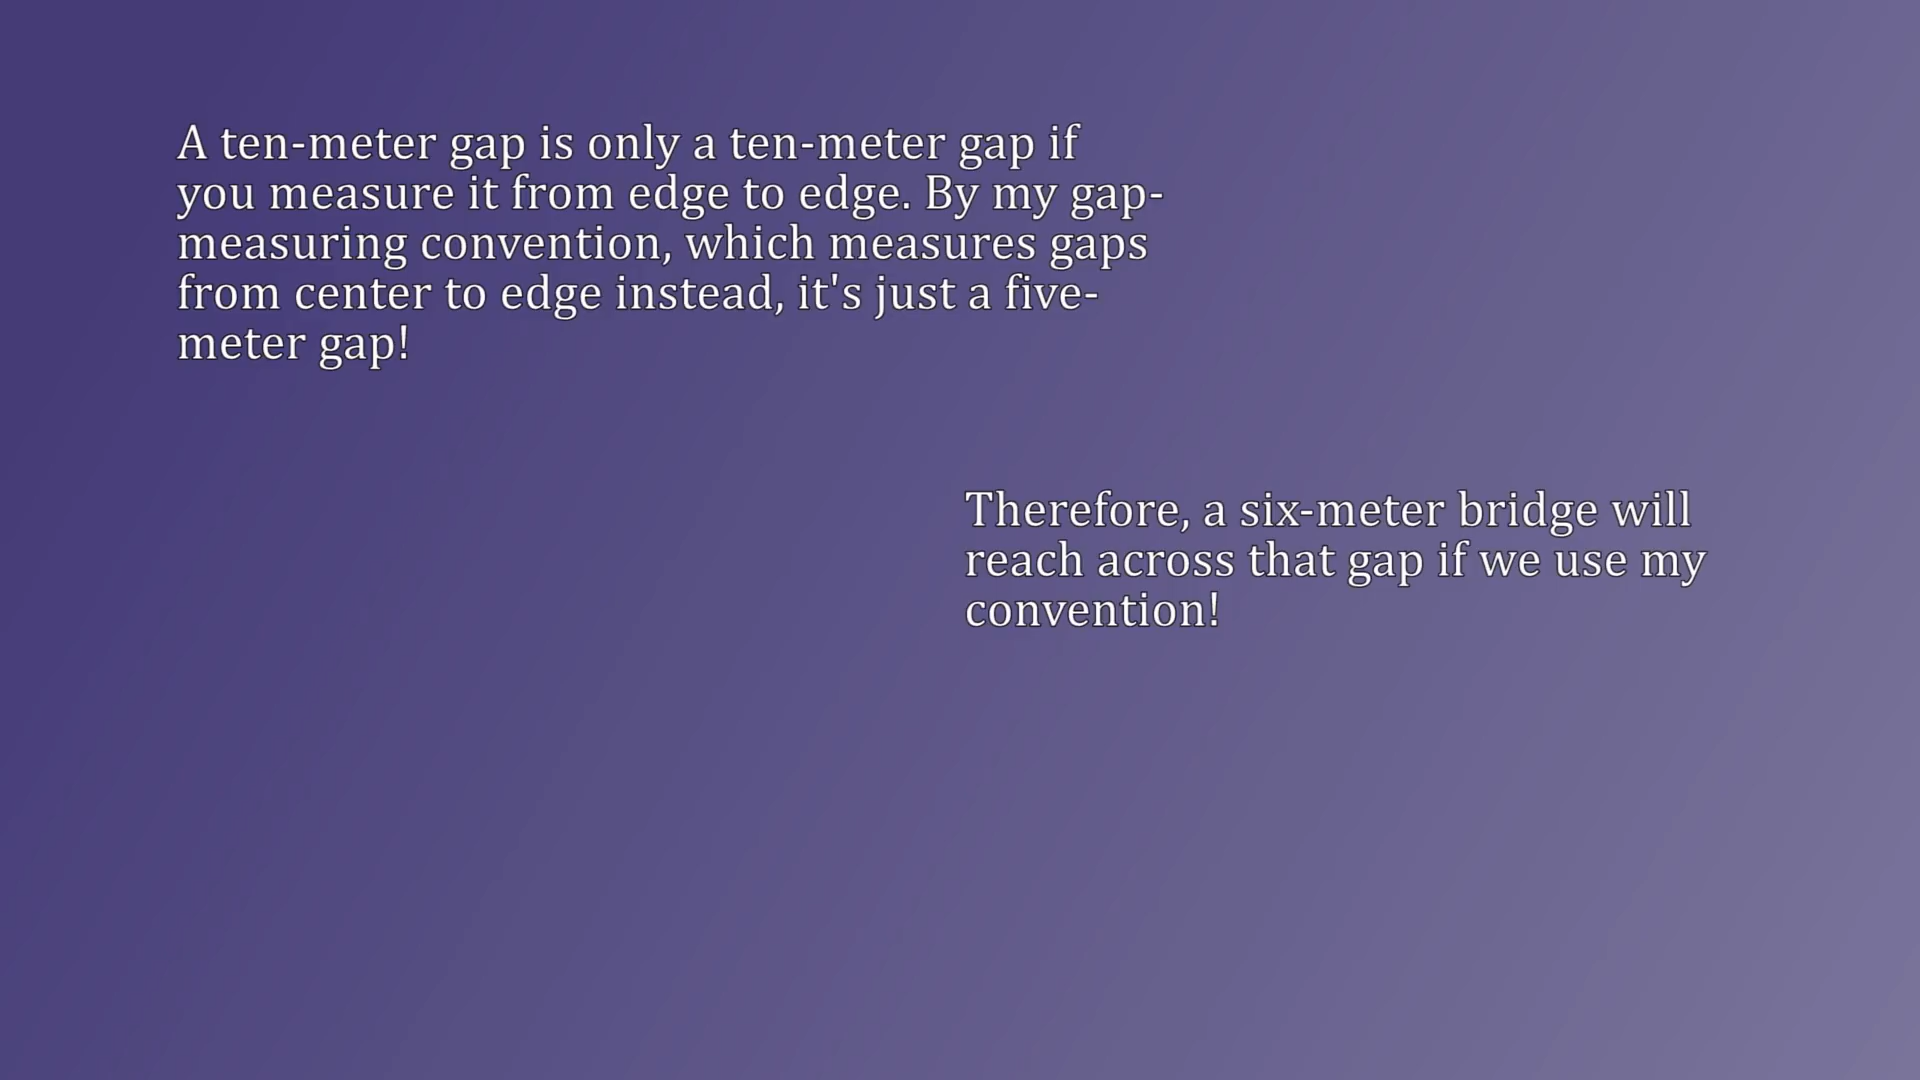 A ten-meter gap is only a ten-meter gap if
you measure it from edge to edge. By my gap-
measuring convention, which measures gaps
from center to edge instead, it's just a five-
meter gap!
Therefore, a six-meter bridge will
reach across that gap if we use my
convention!